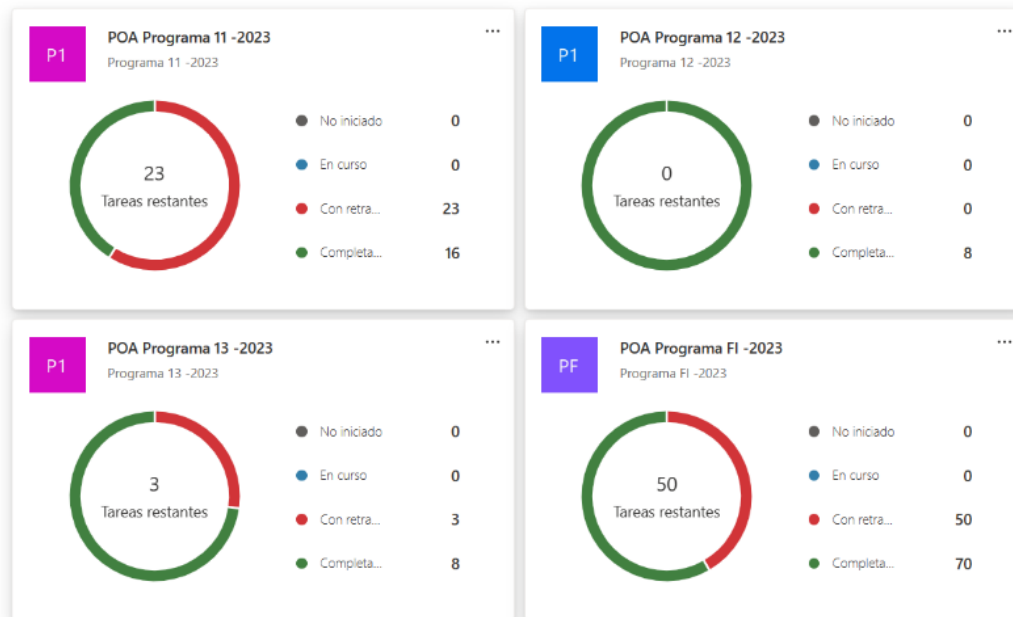 P1
POA Programa 11 -2023
Programa 11 -2023
...
23
Tareas restantes
No iniciado 0
En curso 0
Con retra... 23
Completa... 16
P1
POA Programa 12 -2023
Programa 12 -2023
...
0
Tareas restantes
No iniciado 0
En curso 0
Con retra... 0
Completa... 8
P1
POA Programa 13 -2023
Programa 13 -2023
...
3
Tareas restantes
No iniciado 0
En curso 0
Con retra... 3
Completa... 8
PF
POA Programa FI -2023
Programa FI -2023
...
50
Tareas restantes
No iniciado 0
En curso 0
Con retra... 50
Completa... 70